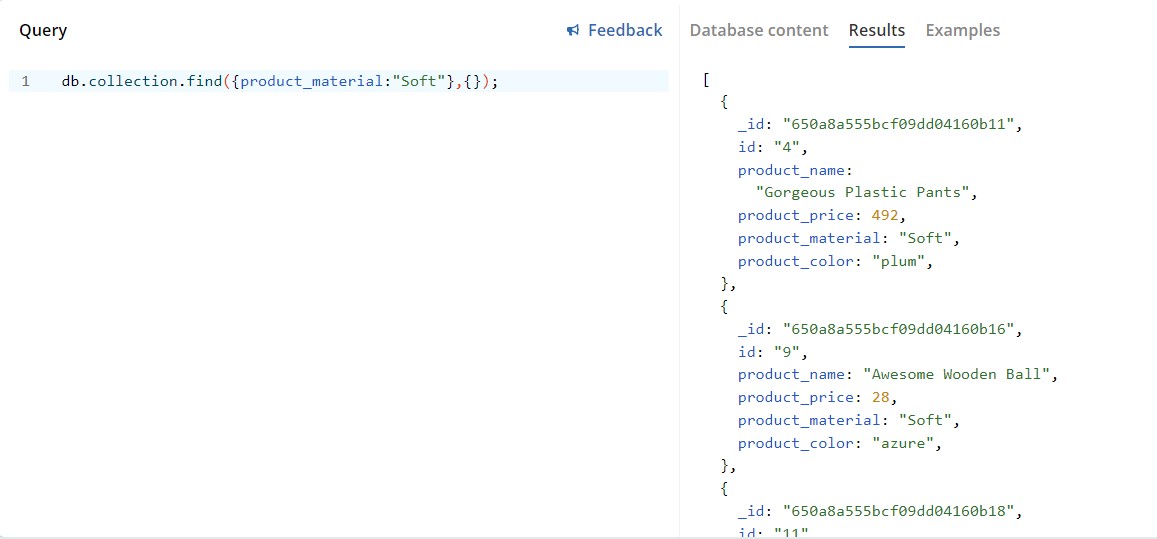 Query
Feedback
Database content Results Examples
1 db.collection.find({product_material:"Soft"},{});
[
{
_id: "650a8a555bcf09dd04160b11",
id: "4",
product_name:
"Gorgeous Plastic Pants",
product_price: 492,
product_material: "Soft",
product_color: "plum",
},
{
_id: "650a8a555bcf09dd04160b16",
id: "9",
product_name: "Awesome Wooden Ball",
product_price: 28,
product_material: "Soft",
product_color: "azure",
},
{
_id: "650a8a555bcf09dd04160b18",
id: "11"